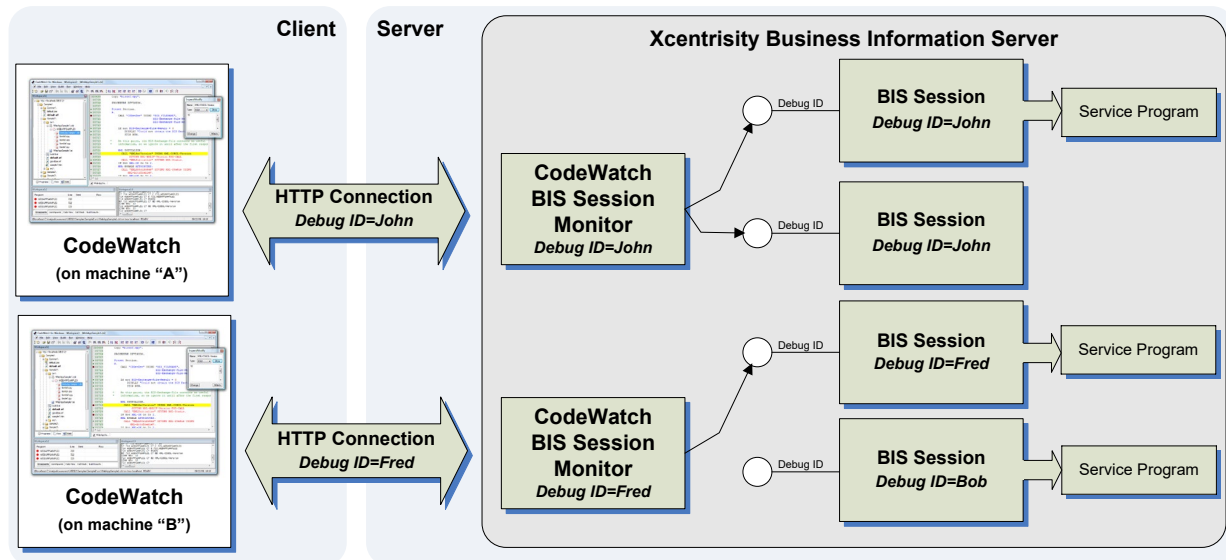 Client
Server
Xcentrisity Business Information Server
CodeWatch
(on machine “A”)
HTTP Connection
Debug ID=John
CodeWatch
BIS Session
Monitor
Debug ID=John
Debug ID
BIS Session
Debug ID=John
Service Program
Debug ID
BIS Session
Debug ID=John
CodeWatch
(on machine “B”)
HTTP Connection
Debug ID=Fred
CodeWatch
BIS Session
Monitor
Debug ID=Fred
Debug ID
BIS Session
Debug ID=Fred
Service Program
Debug ID
BIS Session
Debug ID=Bob
Service Program